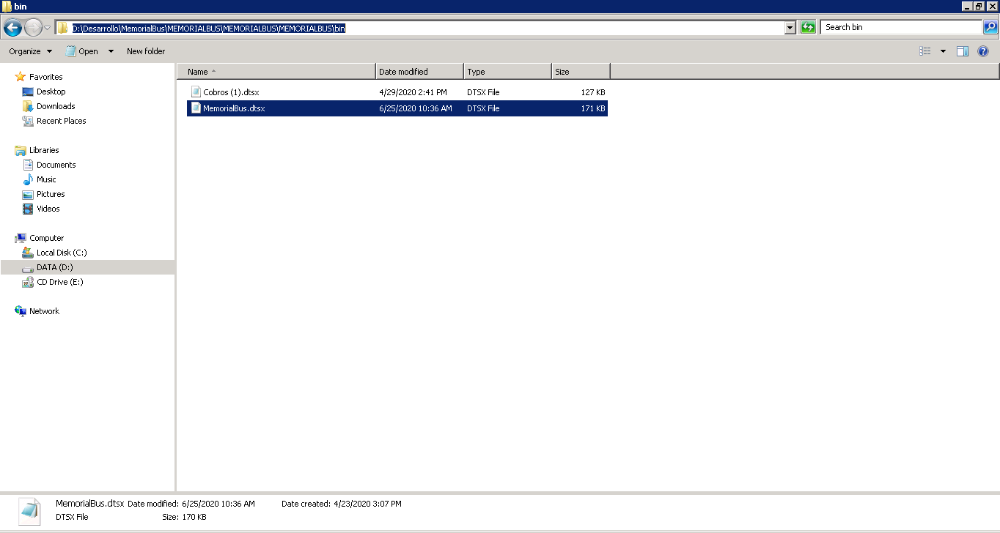 bin
D:\Desarrollo\MemorialBus\MEMORIALBUS\MEMORIALBUS\MEMORIALBUS\bin
Search bin
Organize Open New folder
Name Date modified Type Size
Favorites
Desktop
Downloads
Recent Places
Libraries
Documents
Music
Pictures
Videos
Computer
Local Disk (C:)
DATA (D:)
CD Drive (E:)
Network
Cobros (1).dtsx 4/29/2020 2:41 PM DTSX File 127 KB
MemorialBus.dtsx 6/25/2020 10:36 AM DTSX File 171 KB
MemorialBus.dtsx Date modified: 6/25/2020 10:36 AM Date created: 4/23/2020 3:07 PM
DTSX File Size: 170 KB